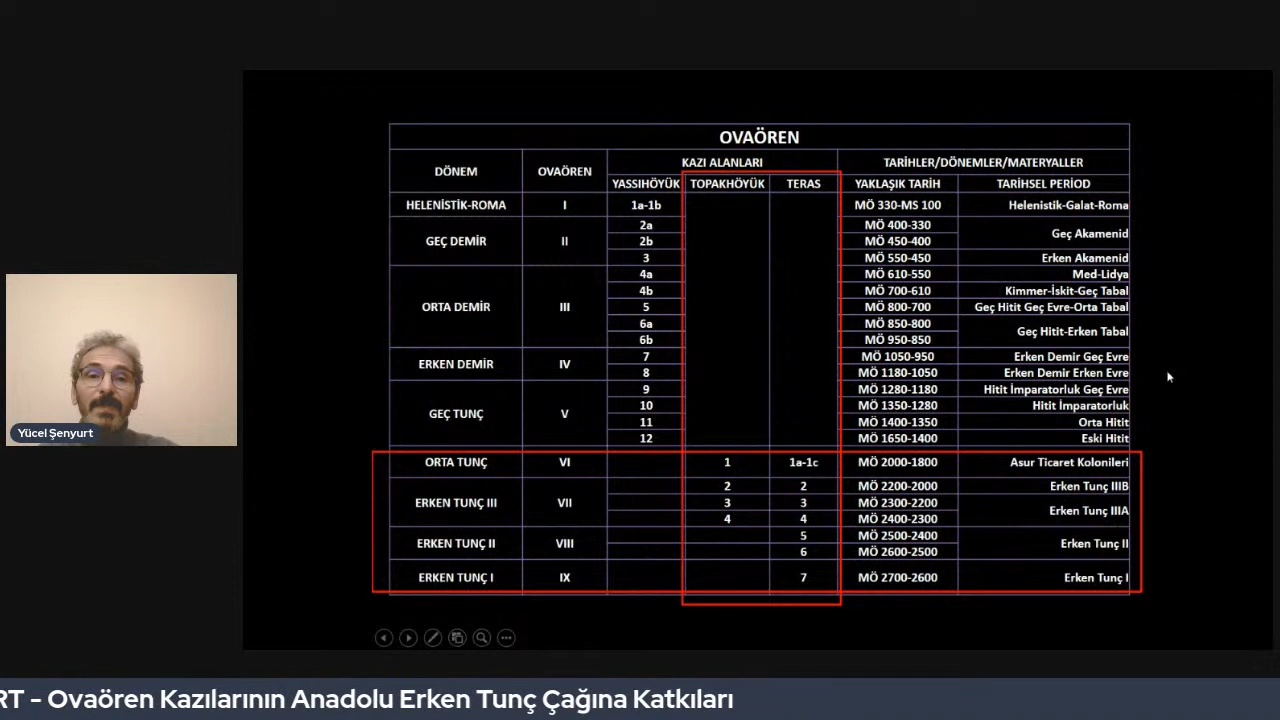 OVAÖREN
DÖNEM OVAÖREN KAZI ALANLARI TARİHLER/DÖNEMLER/MATERYALLER
YASSIHÖYÜK TOPAKHÖYÜK TERAS YAKLAŞIK TARİH TARİHSEL PERİOD
HELENİSTİK-ROMA I 1a-1b MÖ 330-MS 100 Helenistik-Galat-Roma
GEÇ DEMİR II 2a MÖ 400-330 Geç Akamenid
2b MÖ 450-400
3 MÖ 550-450 Erken Akamenid
ORTA DEMİR III 4a MÖ 610-550 Med-Lidya
4b MÖ 700-610 Kimmer-İskit-Geç Tabal
5 MÖ 800-700 Geç Hitit Geç Evre-Orta Tabal
6a MÖ 850-800 Geç Hitit-Erken Tabal
6b MÖ 950-850
ERKEN DEMİR IV 7 MÖ 1050-950 Erken Demir Geç Evre
8 MÖ 1180-1050 Erken Demir Erken Evre
GEÇ TUNÇ V 9 MÖ 1280-1180 Hitit İmparatorluk Geç Evre
10 MÖ 1350-1280 Hitit İmparatorluk
11 MÖ 1400-1350 Orta Hitit
12 MÖ 1650-1400 Eski Hitit
ORTA TUNÇ VI 1 1a-1c MÖ 2000-1800 Asur Ticaret Kolonileri
ERKEN TUNÇ III VII 2 2 MÖ 2200-2000 Erken Tunç IIIB
3 3 MÖ 2300-2200 Erken Tunç IIIA
4 4 MÖ 2400-2300
ERKEN TUNÇ II VIII 5 MÖ 2500-2400 Erken Tunç II
6 MÖ 2600-2500
ERKEN TUNÇ I IX 7 MÖ 2700-2600 Erken Tunç I
Yücel Şenyurt
RT - Ovaören Kazılarının Anadolu Erken Tunç Çağına Katkıları